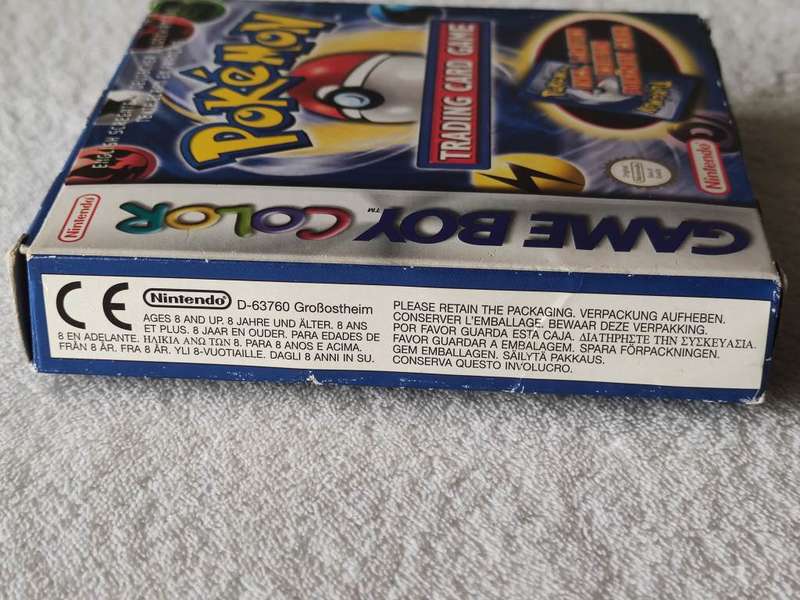 POKéMON
TRADING CARD GAME
Nintendo
Nintendo
GAME BOY COLOR™
ENGLISH SCREEN
CE Nintendo D-63760 Großostheim
AGES 8 AND UP. 8 JAHRE UND ÄLTER. 8 ANS
ET PLUS. 8 JAAR EN OUDER. PARA EDADES DE
8 EN ADELANTE. ΗΛΙΚΙΑ ΑΝΩ ΤΩΝ 8. PARA 8 ANOS E ACIMA.
FRÅN 8 ÅR. FRA 8 ÅR. YLI 8-VUOTIAILLE. DAGLI 8 ANNI IN SU.
PLEASE RETAIN THE PACKAGING. VERPACKUNG AUFHEBEN.
CONSERVER L'EMBALLAGE. BEWAAR DEZE VERPAKKING.
POR FAVOR GUARDA ESTA CAJA. ΔΙΑΤΗΡΗΣΤΕ ΤΗΝ ΣΥΣΚΕΥΑΣΙΑ.
FAVOR GUARDAR A EMBALAGEM. SPARA FÖRPACKNINGEN.
GEM EMBALLAGEN. SÄILYTÄ PAKKAUS.
CONSERVA QUESTO INVOLUCRO.